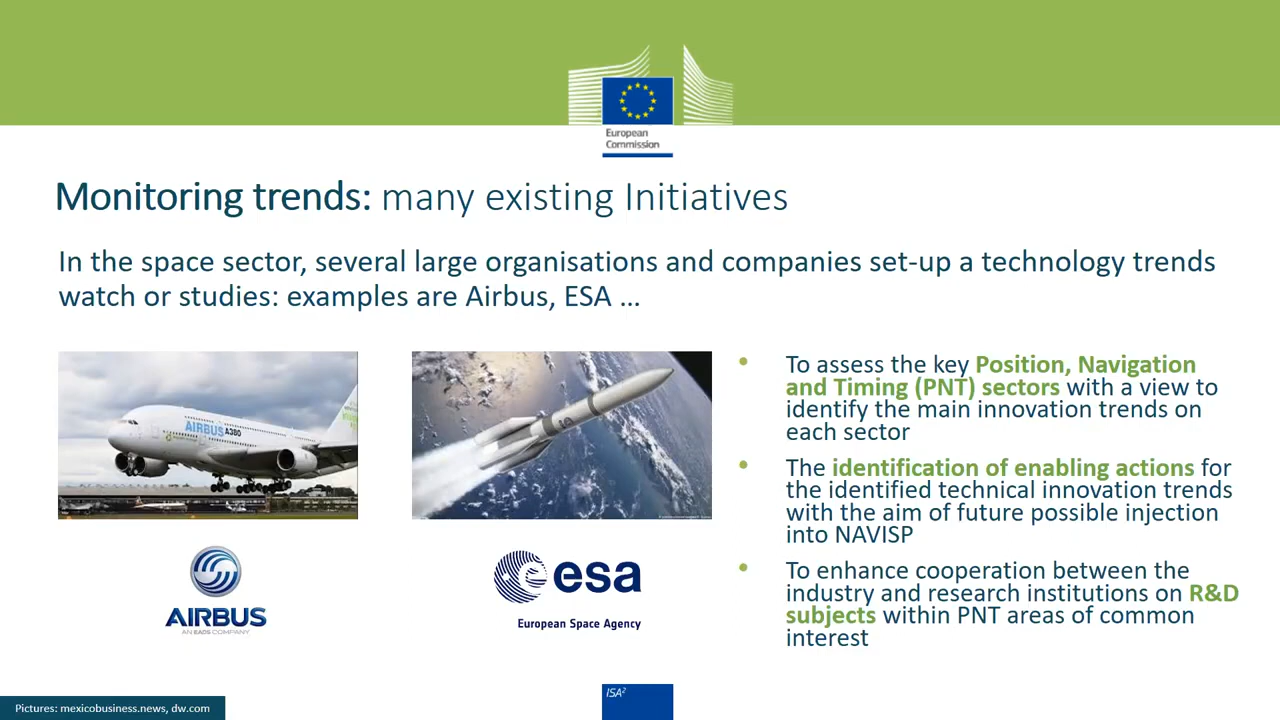 European
Commission
Monitoring trends: many existing Initiatives
In the space sector, several large organisations and companies set-up a technology trends
watch or studies: examples are Airbus, ESA …
AIRBUS A380
• To assess the key Position, Navigation
and Timing (PNT) sectors with a view to
identify the main innovation trends on
each sector
• The identification of enabling actions for
the identified technical innovation trends
with the aim of future possible injection
into NAVISP
• To enhance cooperation between the
industry and research institutions on R&D
subjects within PNT areas of common
interest
AIRBUS
AN EADS COMPANY
esa
European Space Agency
ISA²
Pictures: mexicobusiness.news, dw.com